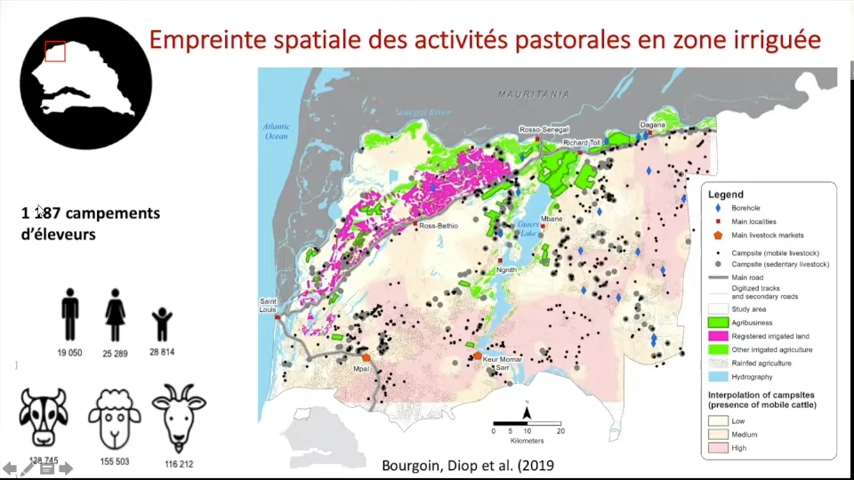 Empreinte spatiale des activités pastorales en zone irriguée
1 187 campements
d'éleveurs
19 050
25 289
28 814
155 503
116 212
MAURITANIA
Senegal River
Atlantic
Ocean
Rosso-Senegal
Dagana
Richard Toll
Ross-Bethio
Mbane
Guiers
Lake
Ngnith
Saint
Louis
Mpal
Keur Momar
Sarr
N
0 5 10 20
Kilometers
Legend
Borehole
Main localities
Main livestock markets
Campsite (mobile livestock)
Campsite (sedentary livestock)
Main road
Digitized tracks
and secondary roads
Study area
Agribusiness
Registered irrigated land
Other irrigated agriculture
Rainfed agriculture
Hydrography
Interpolation of campsites
(presence of mobile cattle)
Low
Medium
High
Bourgoin, Diop et al. (2019